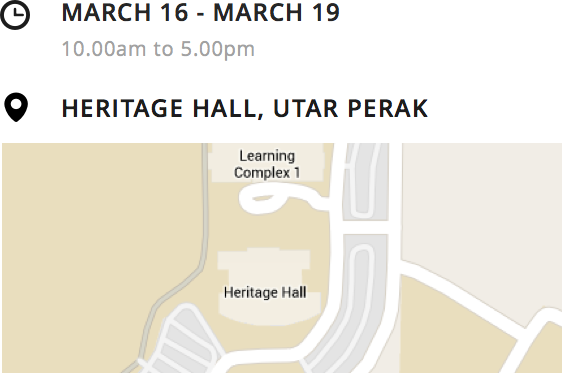 MARCH 16 - MARCH 19
10.00am to 5.00pm
HERITAGE HALL, UTAR PERAK
Learning
Complex 1
Heritage Hall